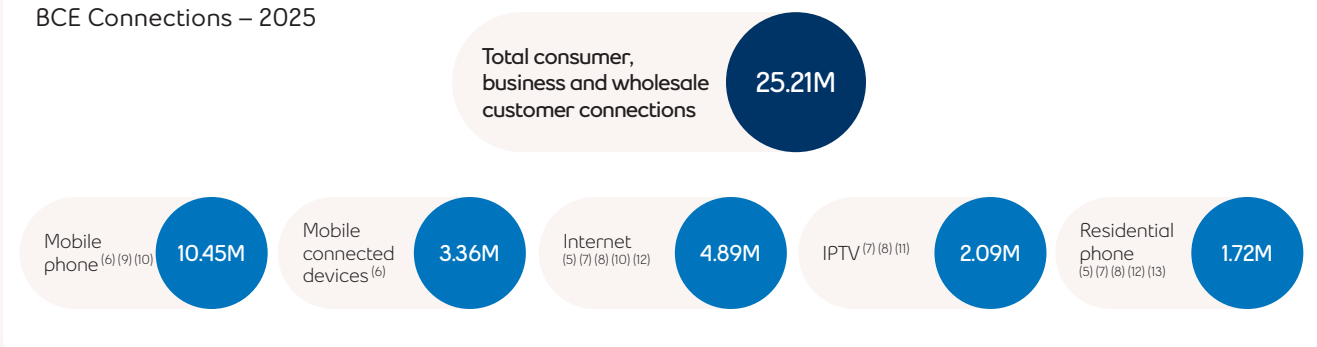 BCE Connections – 2025
Total consumer,
business and wholesale
customer connections
25.21M
Mobile
phone (6) (9) (10)
10.45M
Mobile
connected
devices (6)
3.36M
Internet
(5) (7) (8) (10) (12)
4.89M
IPTV (7) (8) (11)
2.09M
Residential
phone
(5) (7) (8) (12) (13)
1.72M